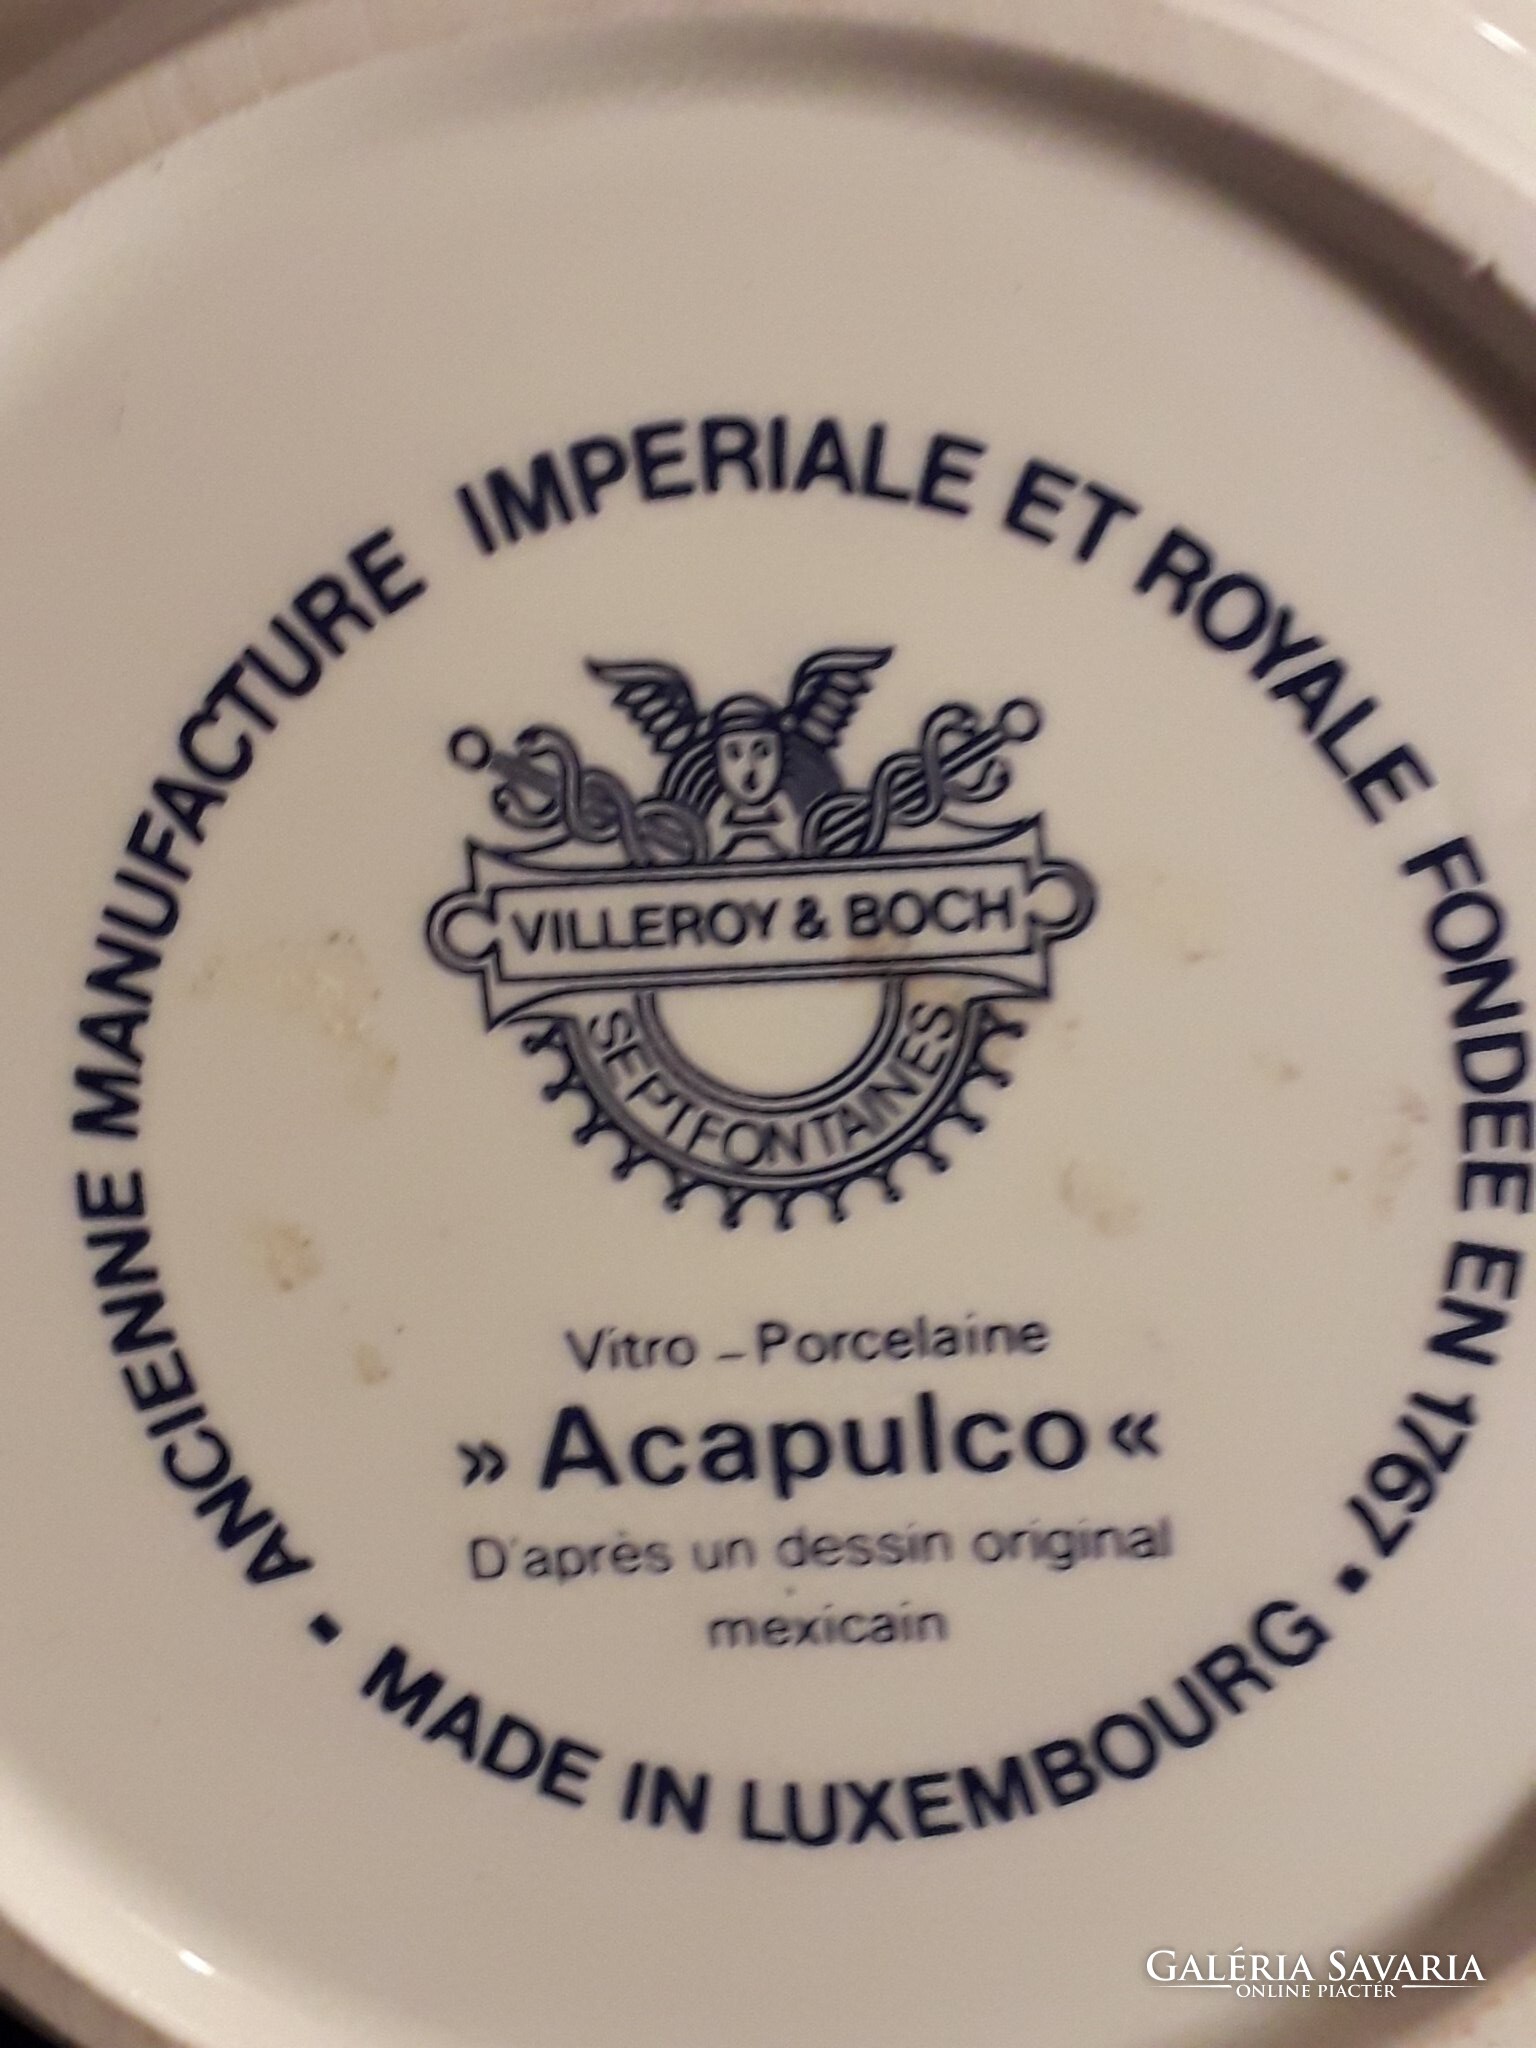 ANCIENNE MANUFACTURE IMPERIALE ET ROYALE FONDEE EN 1767 •
VILLEROY & BOCH
SEPTFONTAINES
Vitro - Porcelaine
» Acapulco «
D'après un dessin original
mexicain
• MADE IN LUXEMBOURG
GALÉRIA SAVARIA
ONLINE PIACTÉR